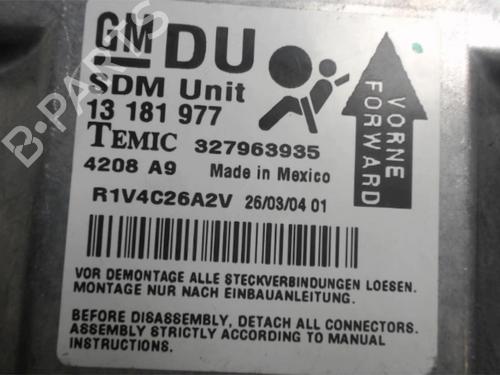 GM DU
SDM Unit
13 181 977
TEMIC 327963935
4208 A9 Made in Mexico
R1V4C26A2V 26/03/04 01
VORNE
FORWARD
VOR DEMONTAGE ALLE STECKVERBINDUNGEN LOESEN.
MONTAGE NUR NACH EINBAUANLEITUNG.
BEFORE DISASSEMBLY, DETACH ALL CONNECTORS.
ASSEMBLY STRICTLY ACCORDING TO MANUAL
INSTRUCTIONS.
B-PARTS